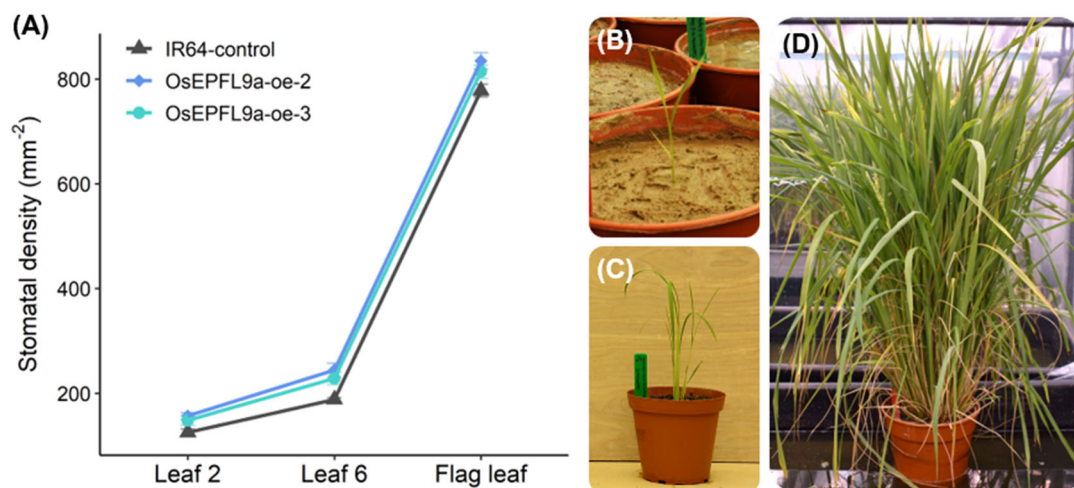 (A)
IR64-control
OsEPFL9a-oe-2
OsEPFL9a-oe-3
Stomatal density (mm⁻²)
800
600
400
200
Leaf 2
Leaf 6
Flag leaf
(B)
(C)
(D)